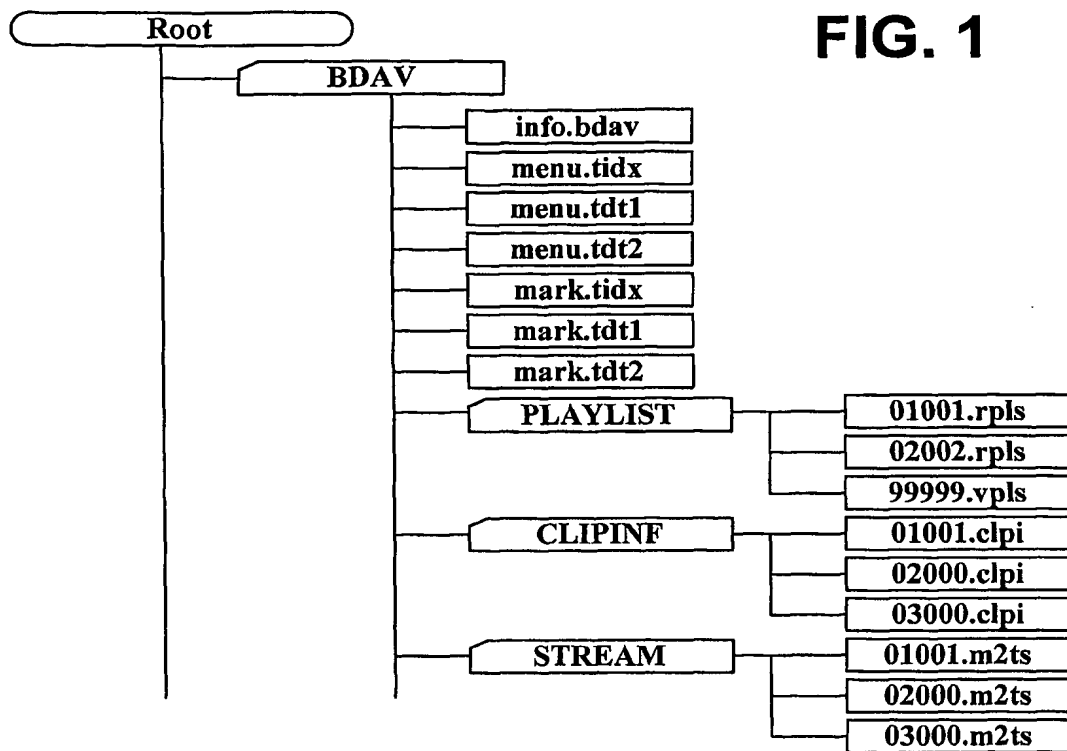 FIG. 1
Root
BDAV
info.bdav
menu.tidx
menu.tdt1
menu.tdt2
mark.tidx
mark.tdt1
mark.tdt2
PLAYLIST
01001.rpls
02002.rpls
99999.vpls
CLIPINF
01001.clpi
02000.clpi
03000.clpi
STREAM
01001.m2ts
02000.m2ts
03000.m2ts